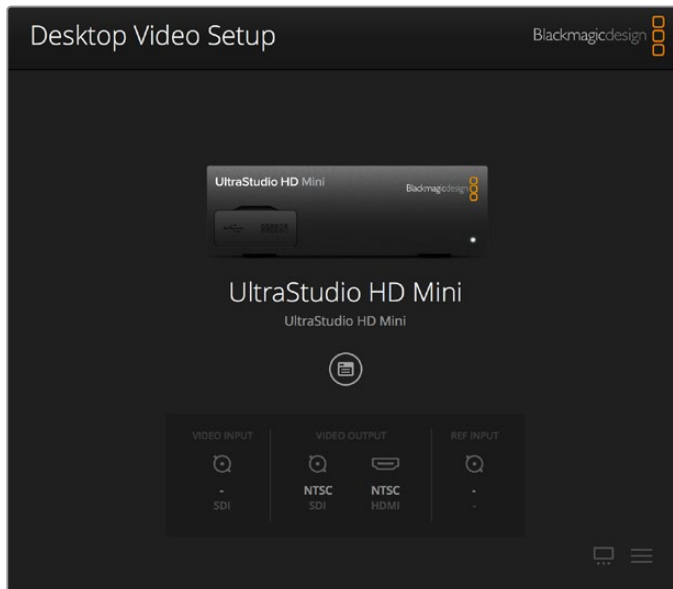 Desktop Video Setup
Blackmagicdesign
UltraStudio HD Mini
Blackmagicdesign
UltraStudio HD Mini
UltraStudio HD Mini
VIDEO INPUT
VIDEO OUTPUT
REF INPUT
- NTSC NTSC -
SDI SDI HDMI -